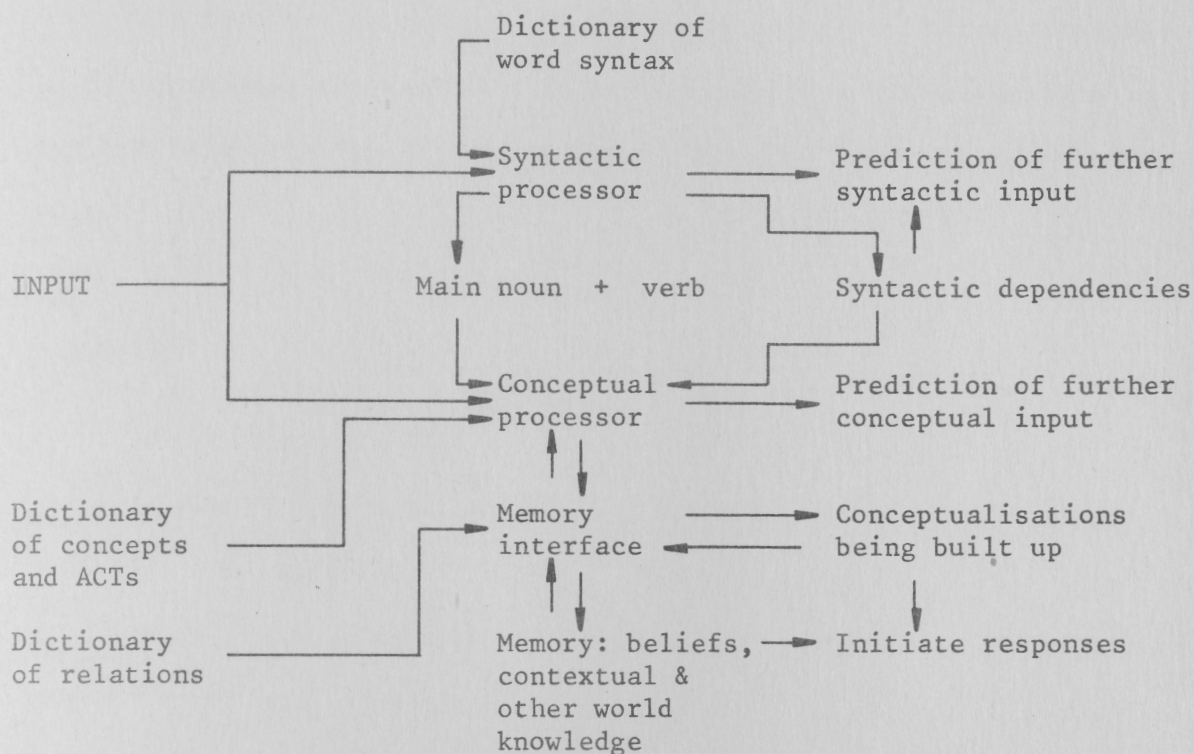 Dictionary of
word syntax
Syntactic
processor
Prediction of further
syntactic input
INPUT
Main noun + verb
Syntactic dependencies
Conceptual
processor
Prediction of further
conceptual input
Dictionary
of concepts
and ACTs
Memory
interface
Conceptualisations
being built up
Dictionary
of relations
Memory: beliefs,
contextual &
other world
knowledge
Initiate responses